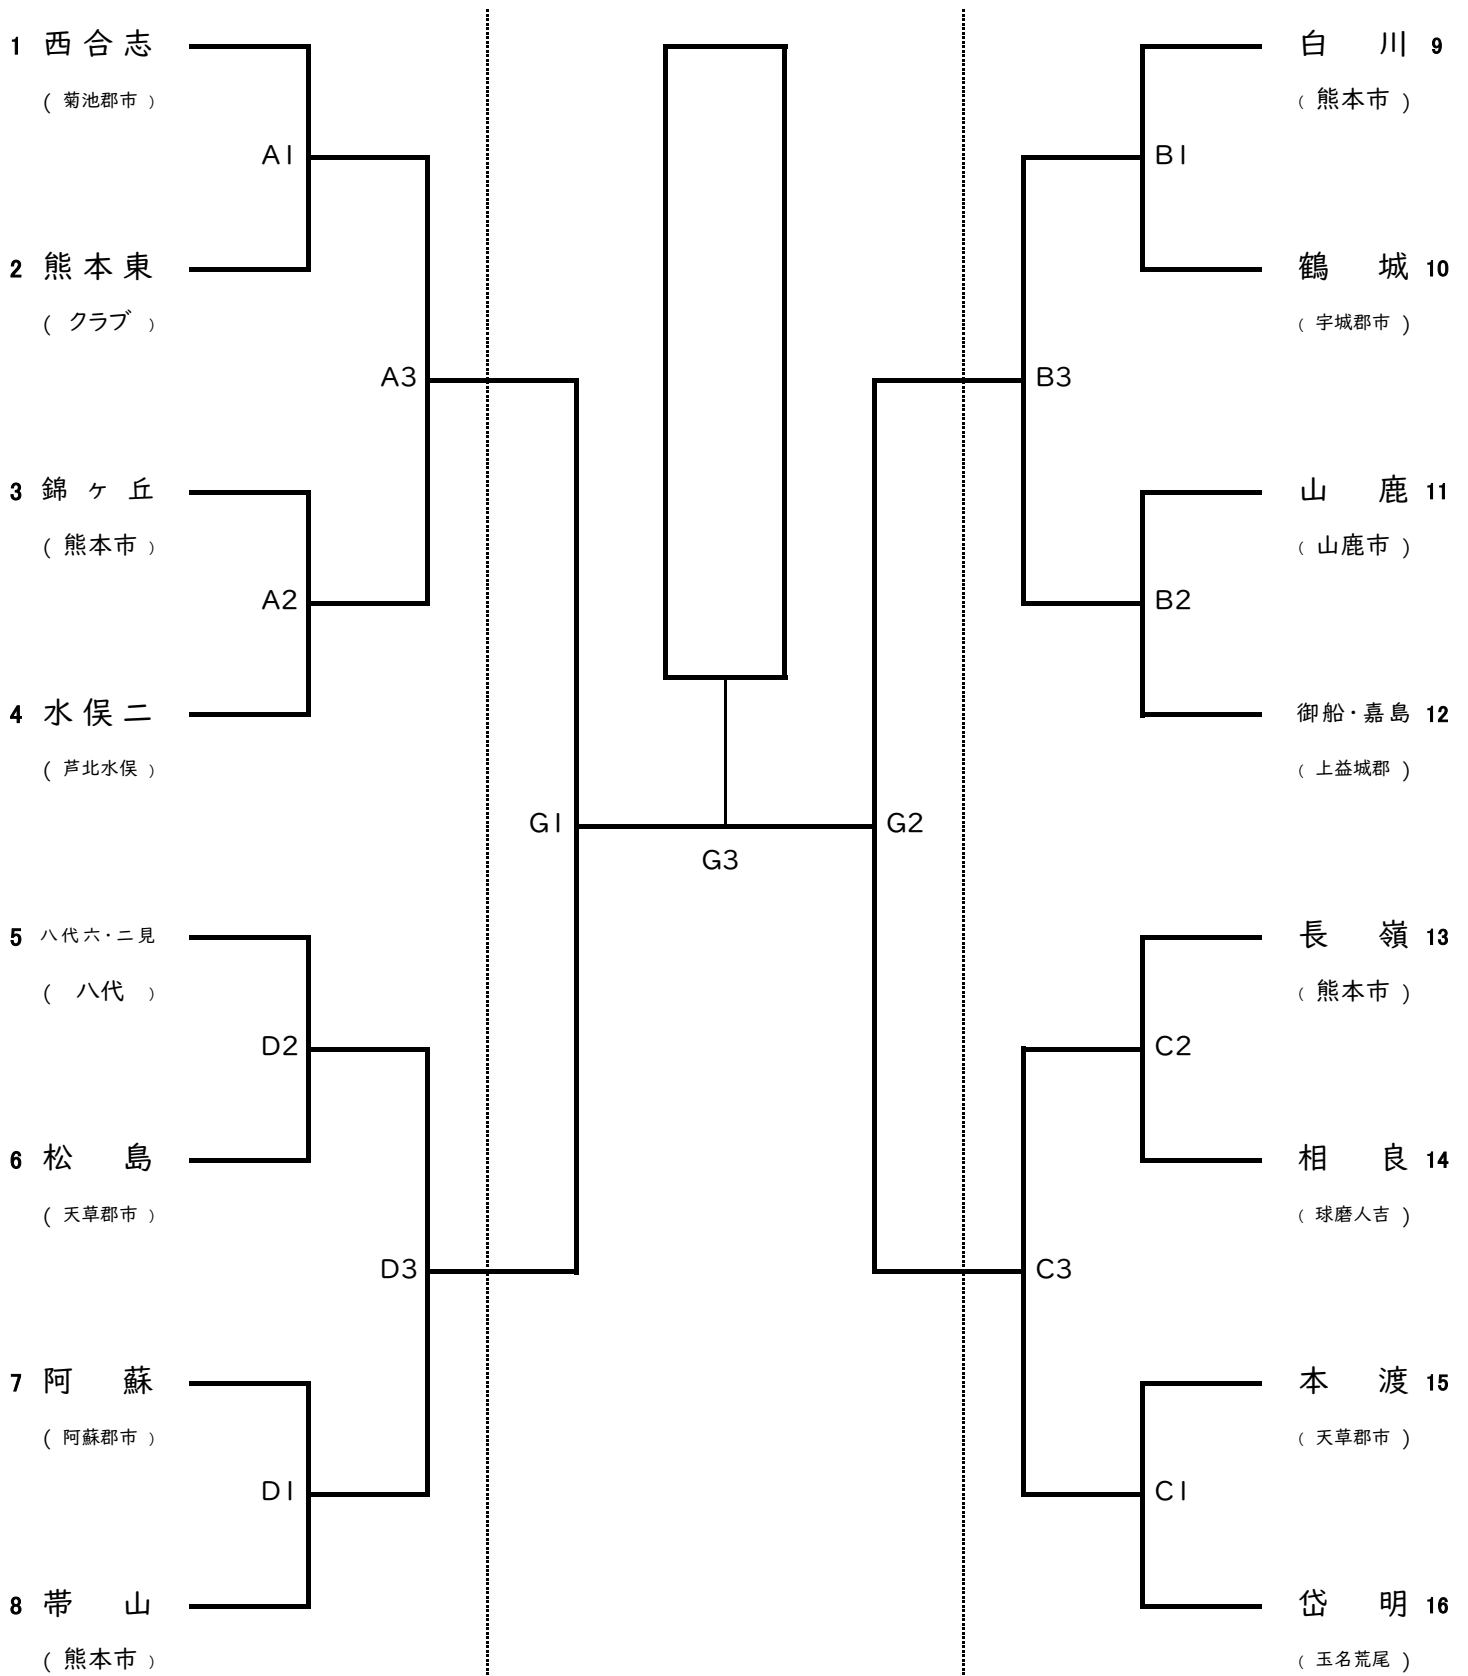 1 西合志
( 菊池郡市 )
A1
2 熊本東
( クラブ )
A3
3 錦ヶ丘
( 熊本市 )
A2
4 水俣二
( 芦北水俣 )
G1
5 八代六・二見
( 八代 )
D2
6 松島
( 天草郡市 )
D3
7 阿蘇
( 阿蘇郡市 )
D1
8 帯山
( 熊本市 )
G3
白川 9
( 熊本市 )
B1
鶴城 10
( 宇城郡市 )
B3
山鹿 11
( 山鹿市 )
B2
御船・嘉島 12
( 上益城郡 )
G2
長嶺 13
( 熊本市 )
C2
相良 14
( 球磨人吉 )
C3
本渡 15
( 天草郡市 )
C1
岱明 16
( 玉名荒尾 )